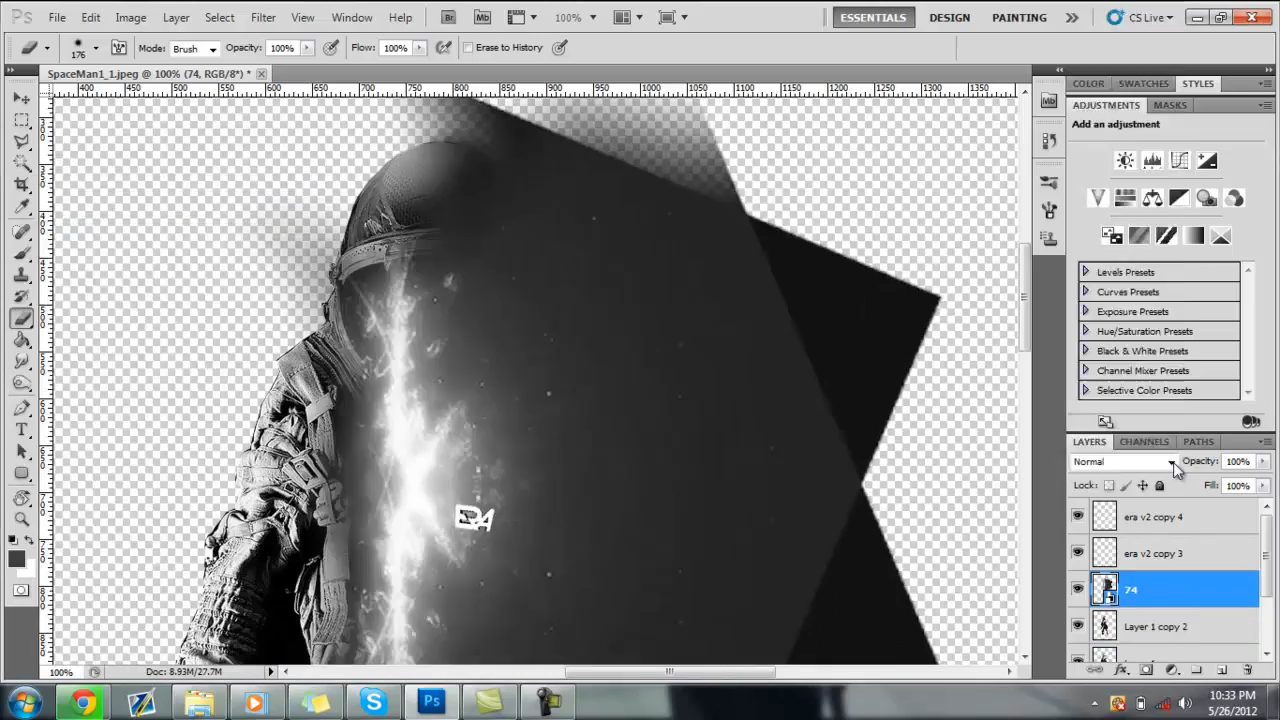 Ps File Edit Image Layer Select Filter View Window Help Br Mb 100% ESSENTIALS DESIGN PAINTING CS Live
176 Mode: Brush Opacity: 100% Flow: 100% Erase to History
SpaceMan1_1.jpeg @ 100% (74, RGB/8*) *
400 450 500 550 600 650 700 750 800 850 900 950 1000 1050 1100 1150 1200 1250 1300 1350
COLOR SWATCHES STYLES
Mb
ADJUSTMENTS MASKS
Add an adjustment
Levels Presets
Curves Presets
Exposure Presets
Hue/Saturation Presets
Black & White Presets
Channel Mixer Presets
Selective Color Presets
LAYERS CHANNELS PATHS
Normal Opacity: 100%
Lock: Fill: 100%
era v2 copy 4
ERA
era v2 copy 3
74
Layer 1 copy 2
100% Doc: 8.93M/27.7M
Ps
10:33 PM
5/26/2012